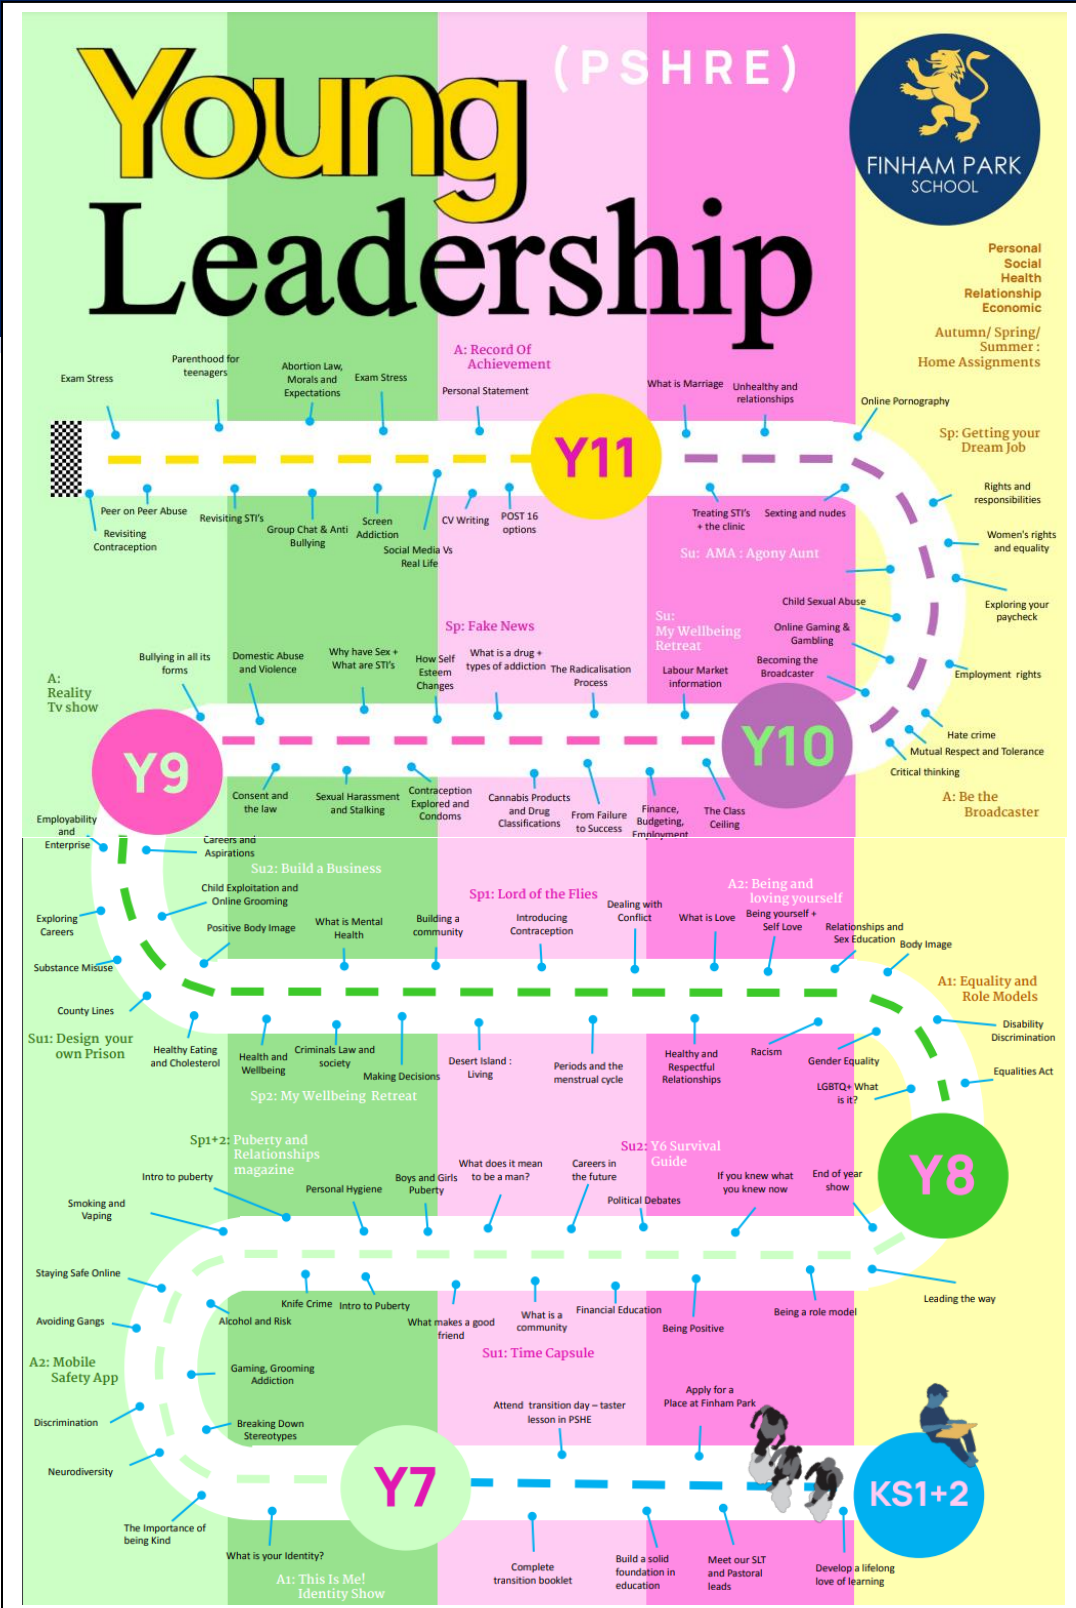 Young
(PSHRE)
Leadership
FINHAM PARK
SCHOOL
Personal
Social
Health
Relationship
Economic
Autumn/ Spring/
Summer :
Home Assignments
A: Record Of
Achievement
Exam Stress
Parenthood for
teenagers
Abortion Law,
Morals and
Expectations
Exam Stress
Personal Statement
What is Marriage
Unhealthy and
relationships
Online Pornography
Sp: Getting your
Dream Job
Y11
Rights and
responsibilities
Peer on Peer Abuse
Revisiting
Contraception
Revisiting STI's
Group Chat & Anti
Bullying
Screen
Addiction
Social Media Vs
Real Life
CV Writing
POST 16
options
Treating STI's
+ the clinic
Sexting and nudes
Su: AMA : Agony Aunt
Women's rights
and equality
Child Sexual Abuse
Exploring your
paycheck
Online Gaming &
Gambling
Becoming the
Broadcaster
Employment rights
Sp: Fake News
Su:
My Wellbeing
Retreat
A:
Reality
Tv show
Bullying in all its
forms
Domestic Abuse
and Violence
Why have Sex +
What are STI's
How Self
Esteem
Changes
What is a drug +
types of addiction
The Radicalisation
Process
Labour Market
information
Hate crime
Mutual Respect and Tolerance
Critical thinking
Y9
Y10
A: Be the
Broadcaster
Consent and
the law
Sexual Harassment
and Stalking
Contraception
Explored and
Condoms
Cannabis Products
and Drug
Classifications
From Failure
to Success
Finance,
Budgeting,
Employment
The Class
Ceiling
Employability
and
Enterprise
Careers and
Aspirations
Su2: Build a Business
Child Exploitation and
Online Grooming
Sp1: Lord of the Flies
A2: Being and
loving yourself
Exploring
Careers
Positive Body Image
What is Mental
Health
Building a
community
Introducing
Contraception
Dealing with
Conflict
What is Love
Being yourself +
Self Love
Relationships and
Sex Education
Body Image
Substance Misuse
A1: Equality and
Role Models
County Lines
Su1: Design your
own Prison
Healthy Eating
and Cholesterol
Health and
Wellbeing
Criminals Law and
society
Making Decisions
Desert Island :
Living
Periods and the
menstrual cycle
Healthy and
Respectful
Relationships
Racism
Gender Equality
LGBTQ+ What
is it?
Disability
Discrimination
Equalities Act
Sp2: My Wellbeing Retreat
Y8
Sp1+2: Puberty and
Relationships
magazine
Su2: Y6 Survival
Guide
Intro to puberty
Smoking and
Vaping
Personal Hygiene
Boys and Girls
Puberty
What does it mean
to be a man?
Careers in
the future
Political Debates
If you knew what
you knew now
End of year
show
Staying Safe Online
Avoiding Gangs
Alcohol and Risk
Knife Crime
Intro to Puberty
What makes a good
friend
What is a
community
Financial Education
Being Positive
Being a role model
Leading the way
Su1: Time Capsule
A2: Mobile
Safety App
Gaming, Grooming
Addiction
Discrimination
Breaking Down
Stereotypes
Neurodiversity
The Importance of
being Kind
What is your Identity?
A1: This Is Me!
Identity Show
Attend transition day – taster
lesson in PSHE
Apply for a
Place at Finham Park
Y7
KS1+2
Complete
transition booklet
Build a solid
foundation in
education
Meet our SLT
and Pastoral
leads
Develop a lifelong
love of learning